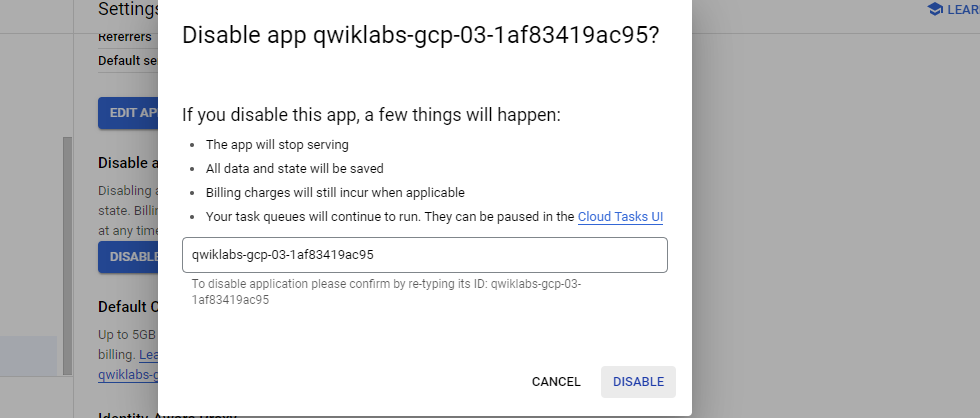 Settings
LEAR
Disable app qwiklabs-gcp-03-1af83419ac95?
Referrers
Default se
EDIT AP
If you disable this app, a few things will happen:
The app will stop serving
Disable a
All data and state will be saved
Disabling
Billing charges will still incur when applicable
state. Billi
Your task queues will continue to run. They can be paused in the Cloud Tasks UI
at any time
DISABLE
qwiklabs-gcp-03-1af83419ac95
To disable application please confirm by re-typing its ID: qwiklabs-gcp-03-
1af83419ac95
Default C
Up to 5GB
billing. Lea
qwiklabs-g
CANCEL DISABLE